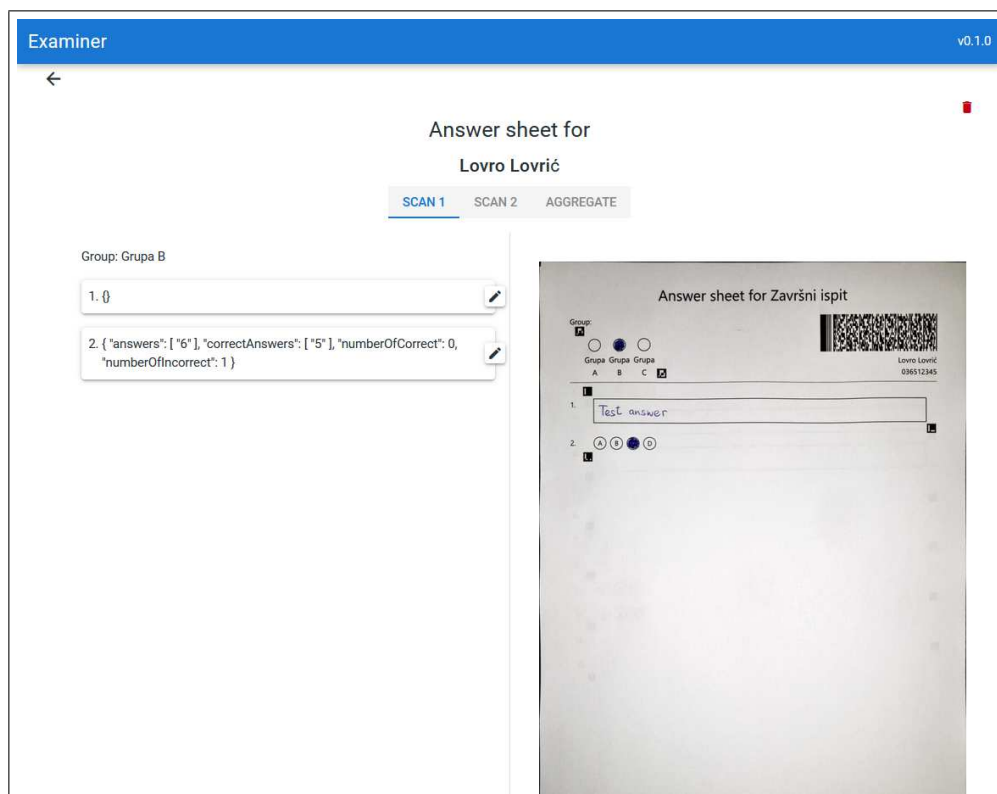 Examiner
v0.1.0
Answer sheet for
Lovro Lovrić
SCAN 1
SCAN 2
AGGREGATE
Group: Grupa B
1. {}
2. { "answers": [ "6" ], "correctAnswers": [ "5" ], "numberOfCorrect": 0,
"numberOfIncorrect": 1 }
Answer sheet for Završni ispit
Group:
Grupa Grupa Grupa
A B C
Lovro Lovrić
036512345
1.
Test answer
2. A B D